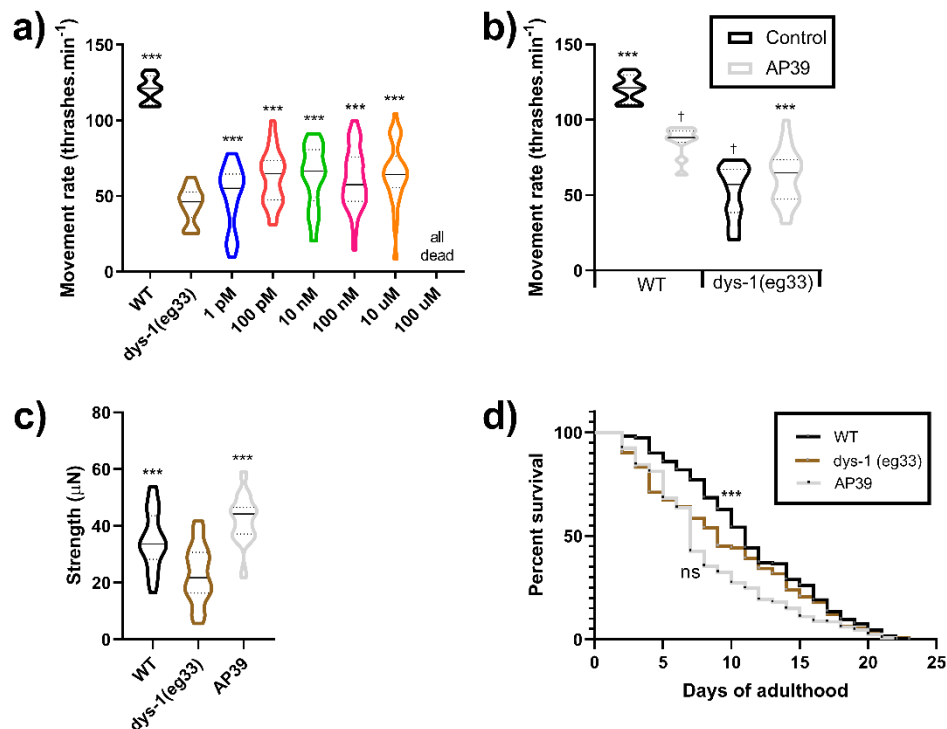 a)
Movement rate (thrashes.min-1)
150
100
50
0
***
***
***
***
***
***
all
dead
WT
dys-1(eg33)
1 pM
100 pM
10 nM
100 nM
10 uM
100 uM
b)
Movement rate (thrashes.min-1)
150
100
50
0
***
†
†
***
Control
AP39
WT
dys-1(eg33)
c)
Strength (μN)
80
60
40
20
0
***
***
WT
dys-1(eg33)
AP39
d)
Percent survival
100
50
0
***
ns
WT
dys-1 (eg33)
AP39
0
5
10
15
20
25
Days of adulthood